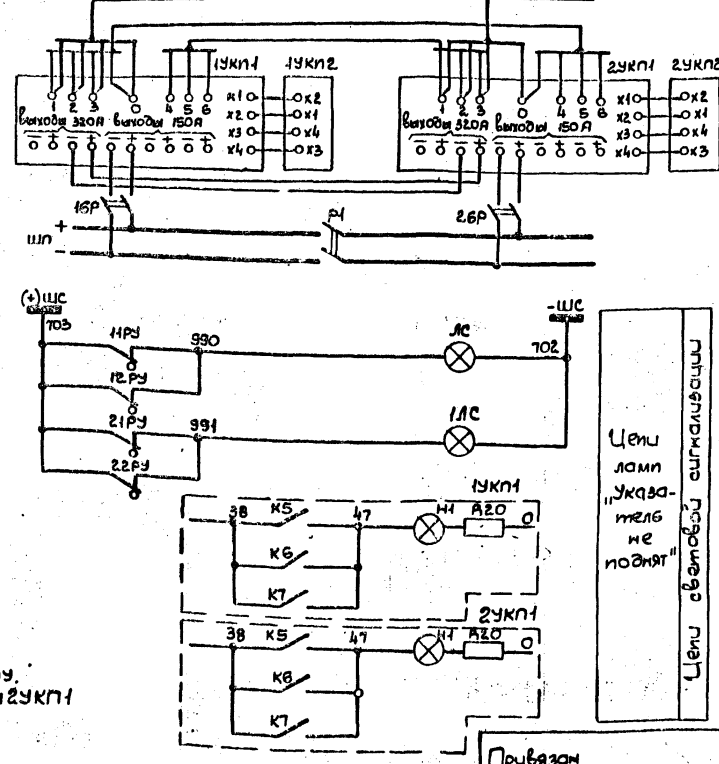 1УКП1 1УКП2 2УКП1 2УКП2
1 2 3 0 4 5 6 х1 х2
выходы 320А выходы 150А х2 х1
х3 х4
- + - + - + - + - + х4 х3
1 2 3 0 4 5 6 х1 х2
выходы 320А выходы 150А х2 х1
х3 х4
- + - + - + - + - + х4 х3
1БР Р1 2БР
+
ШП
-
(+)ШС -ШС
703 702
11РУ 990 ЛС
12РУ
21РУ 991 1ЛС
22РУ
1УКП1
38 К5 47 Н1 R20 0
К6
К7
2УКП1
38 К5 47 Н1 R20 0
К6
К7
Цепи
ламп
"Указа-
тель
не
поднят"
Цепи световой сигнализации
РУ.
2УКП1
Привязан